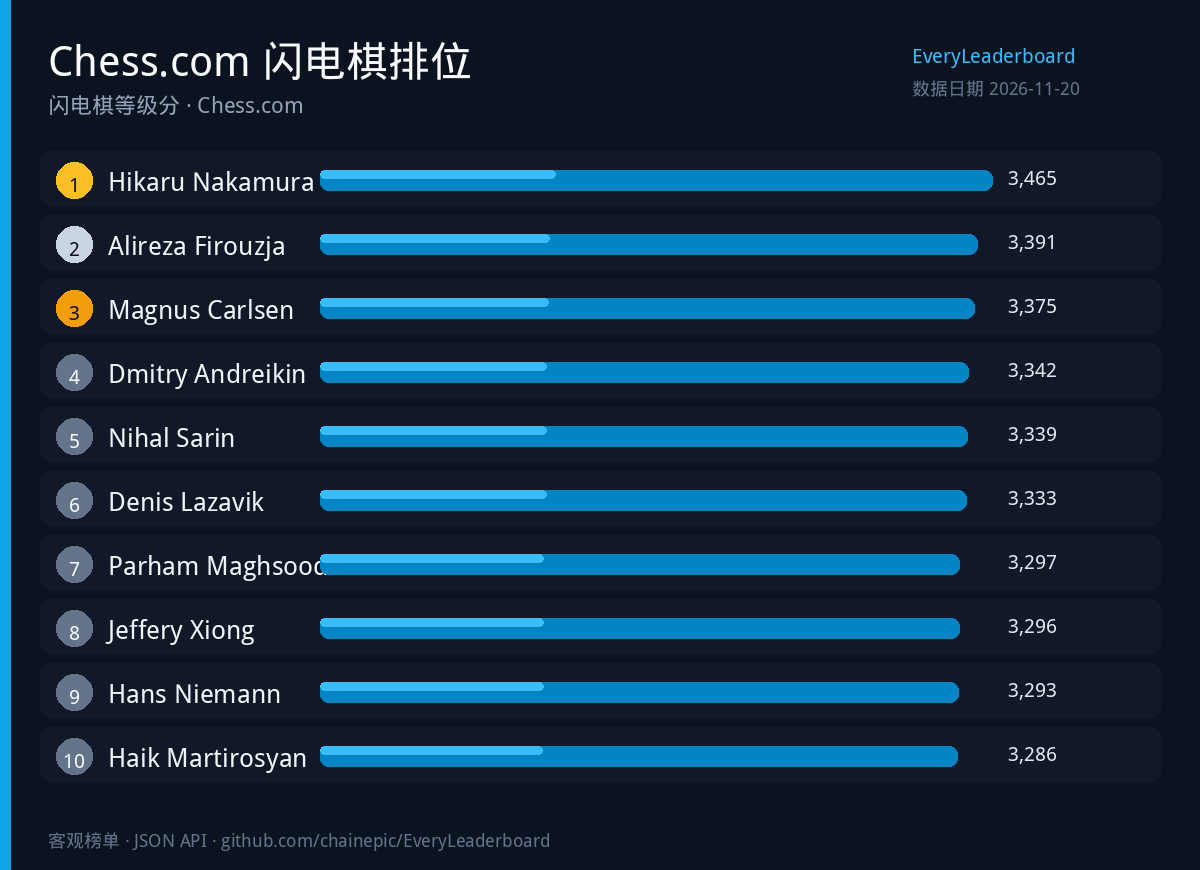 Chess.com 闪电棋排位
闪电棋等级分 · Chess.com
EveryLeaderboard
数据日期 2026-11-20
1 Hikaru Nakamura 3,465
2 Alireza Firouzja 3,391
3 Magnus Carlsen 3,375
4 Dmitry Andreikin 3,342
5 Nihal Sarin 3,339
6 Denis Lazavik 3,333
7 Parham Maghsood 3,297
8 Jeffery Xiong 3,296
9 Hans Niemann 3,293
10 Haik Martirosyan 3,286
客观榜单 · JSON API · github.com/chainepic/EveryLeaderboard